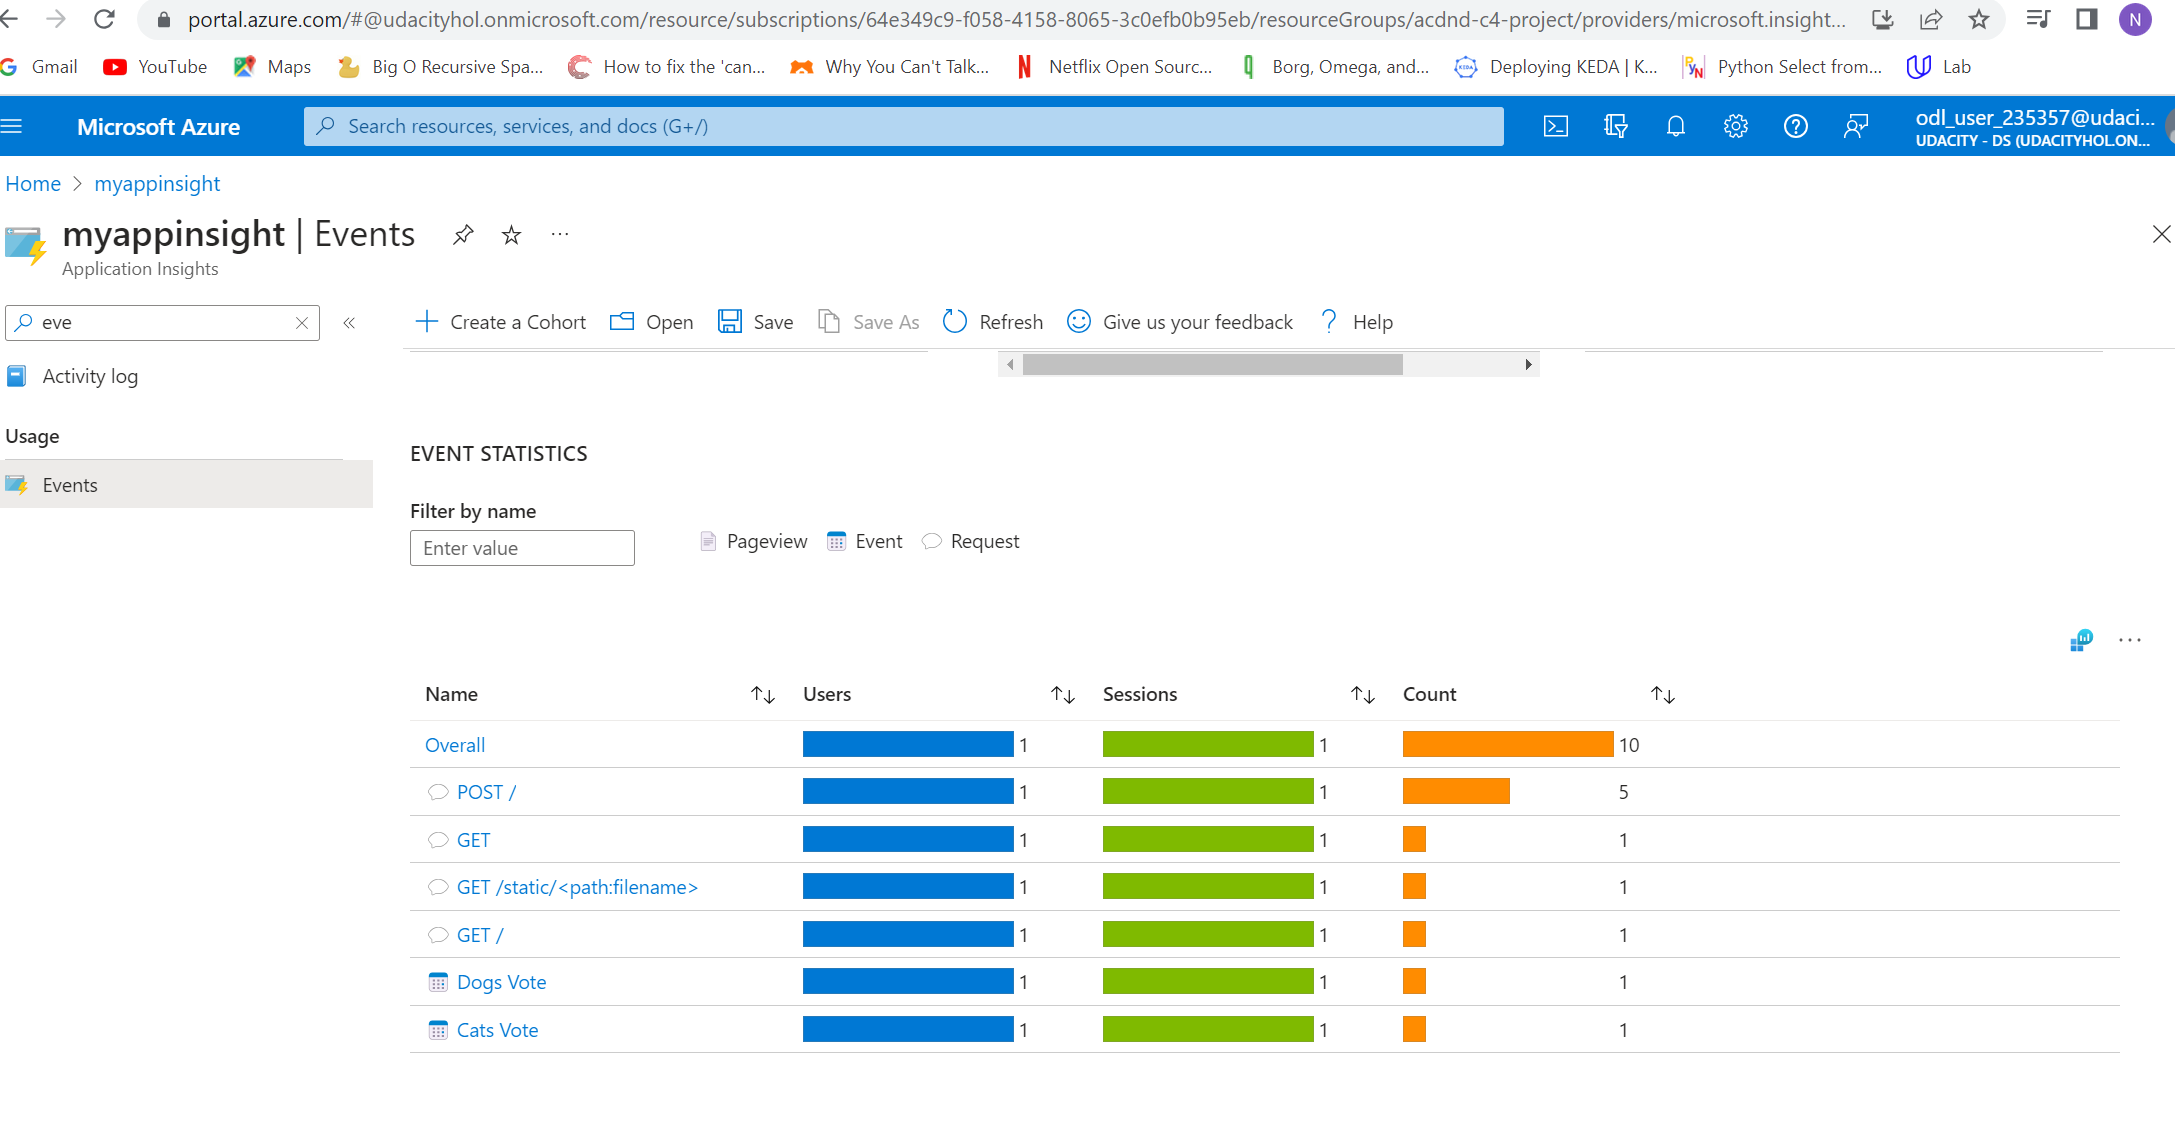 portal.azure.com/#@udacityhol.onmicrosoft.com/resource/subscriptions/64e349c9-f058-4158-8065-3c0efb0b95eb/resourceGroups/acdnd-c4-project/providers/microsoft.insight... N
Gmail YouTube Maps Big O Recursive Spa... How to fix the 'can... Why You Can't Talk... Netflix Open Sourc... Borg, Omega, and... Deploying KEDA | K... Python Select from... Lab
Microsoft Azure Search resources, services, and docs (G+/) odl_user_235357@udaci...
UDACITY - DS (UDACITYHOL.ON...
Home > myappinsight
myappinsight | Events ...
Application Insights
eve « Create a Cohort Open Save Save As Refresh Give us your feedback ? Help
Activity log
Usage
Events
EVENT STATISTICS
Filter by name
Enter value Pageview Event Request
...
Name Users Sessions Count
Overall 1 1 10
POST / 1 1 5
GET 1 1 1
GET /static/<path:filename> 1 1 1
GET / 1 1 1
Dogs Vote 1 1 1
Cats Vote 1 1 1